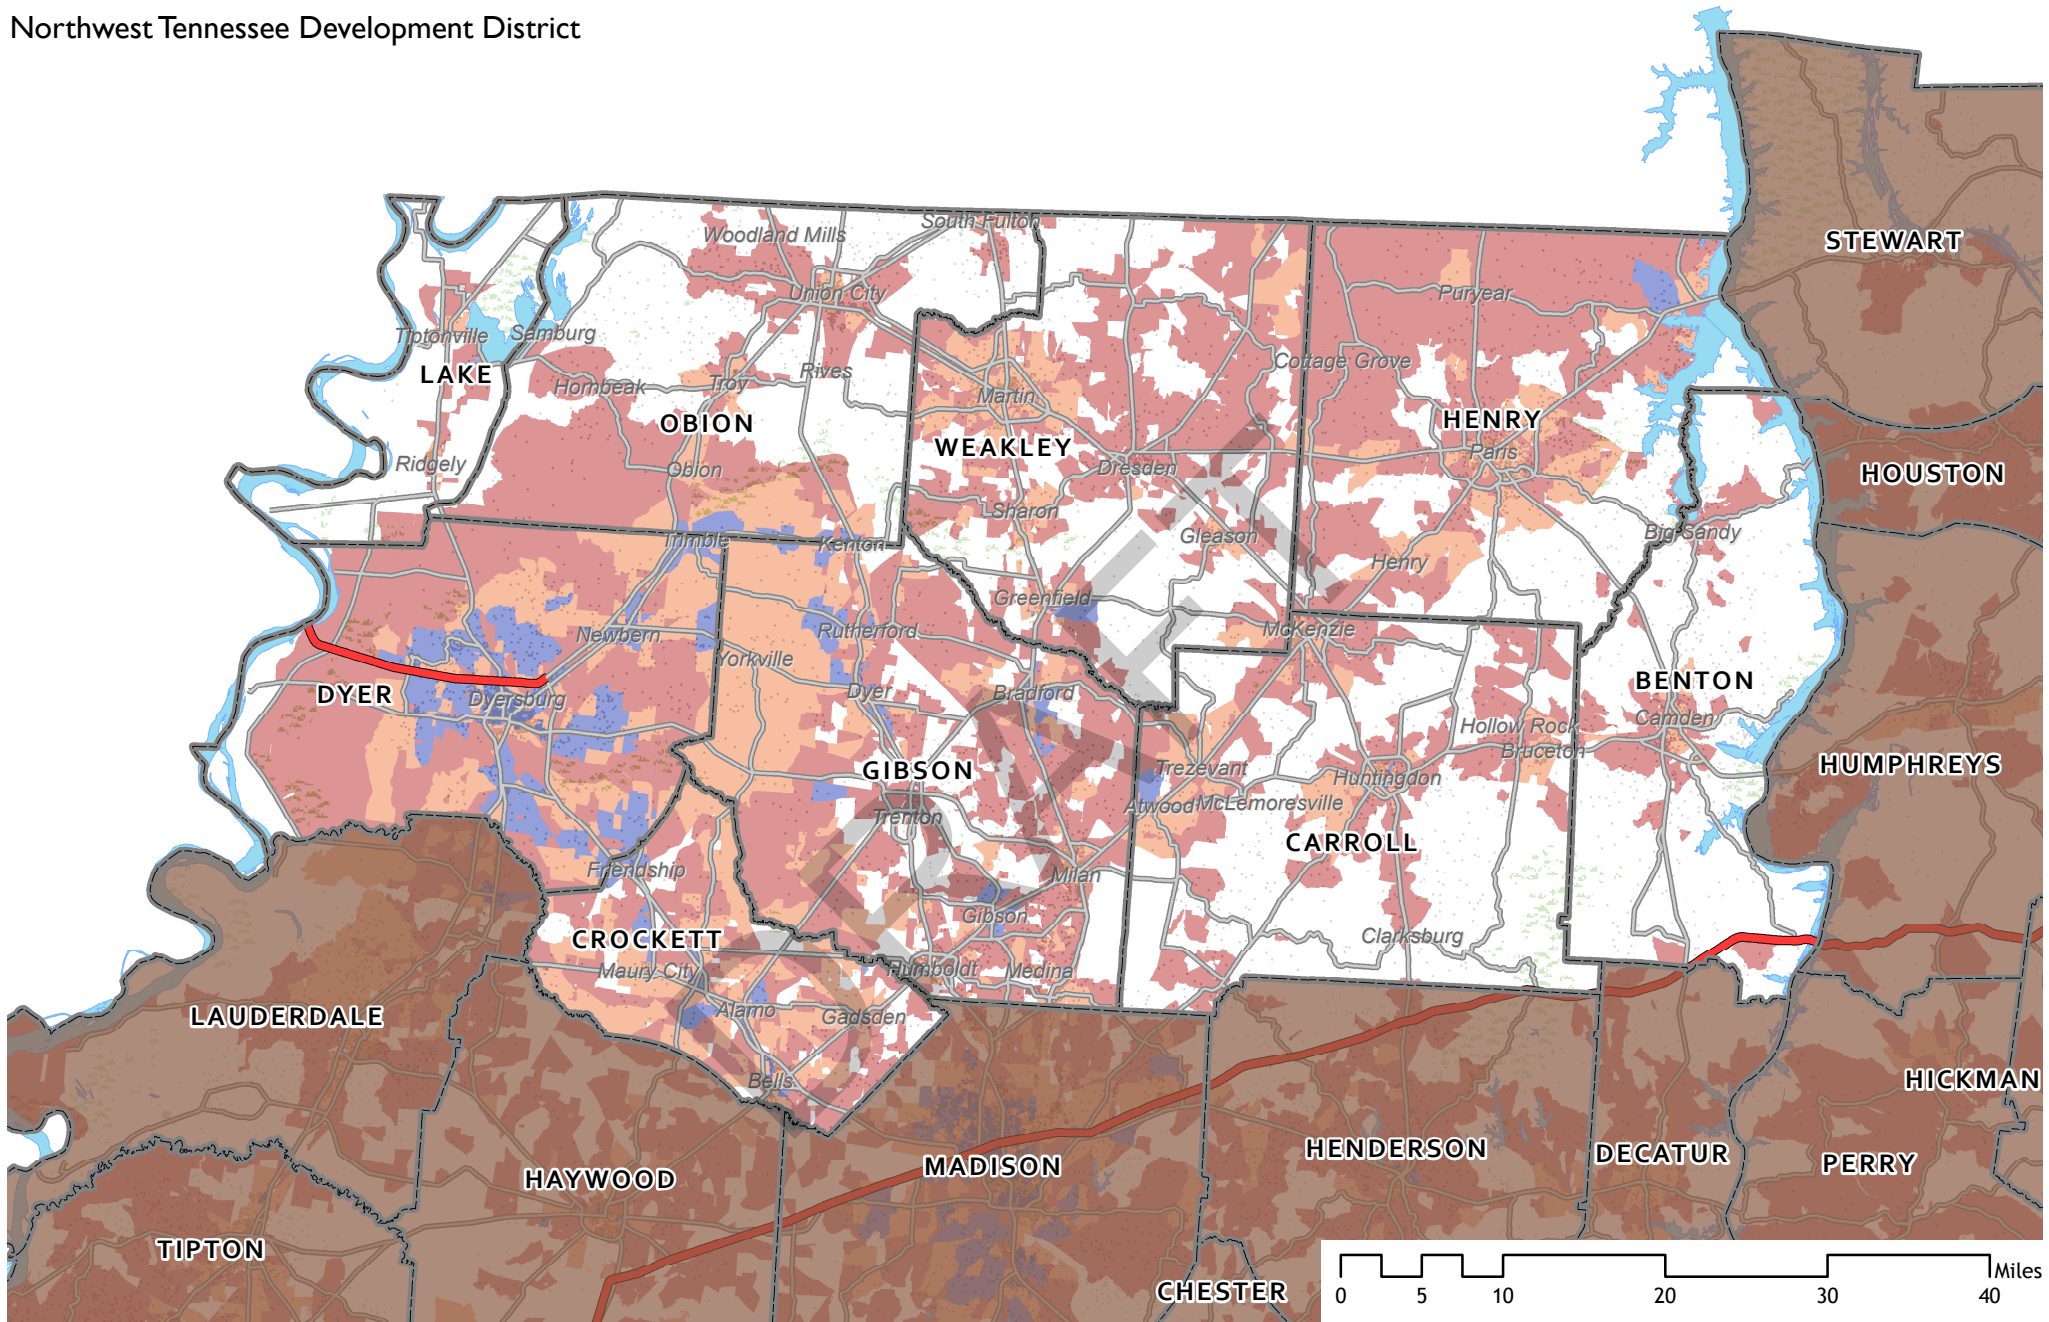 Northwest Tennessee Development District
STEWART
South Fulton
Woodland Mills
Union City
Puryear
Tiptonville
Samburg
LAKE
Hornbeak
Troy
Rives
Cottage Grove
Martin
OBION
WEAKLEY
HENRY
Paris
Ridgely
Obion
Dresden
HOUSTON
Sharon
Gleason
Big Sandy
Trimble
Kenton
Henry
Greenfield
Newbern
Rutherford
McKenzie
Yorkville
DYER
Dyersburg
Dyer
Bradford
BENTON
Camden
Hollow Rock
Bruceton
GIBSON
Trezevant
Huntingdon
HUMPHREYS
Atwood
McLemoresville
Trenton
CARROLL
Friendship
Milan
Gibson
CROCKETT
Clarksburg
Maury City
Humboldt
Medina
LAUDERDALE
Alamo
Gadsden
Bells
HICKMAN
HAYWOOD
MADISON
HENDERSON
DECATUR
PERRY
TIPTON
CHESTER
Miles
0 5 10 20 30 40
DRAFT